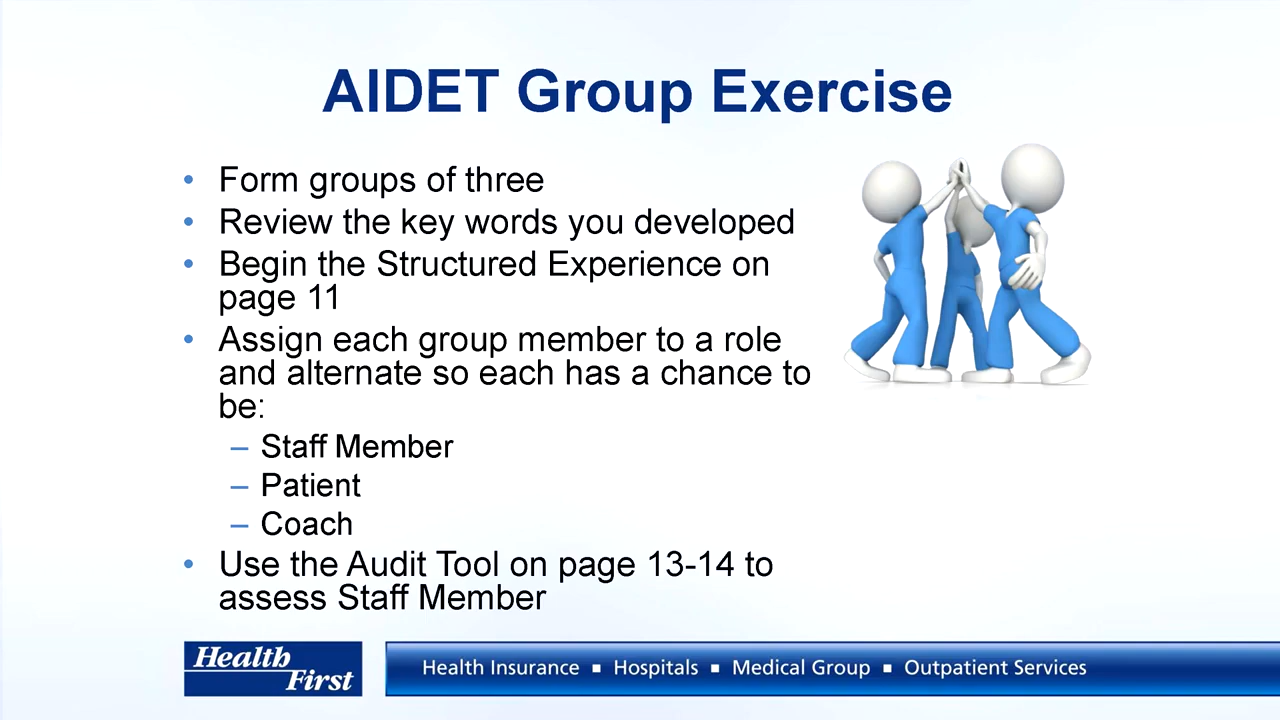 AIDET Group Exercise
• Form groups of three
• Review the key words you developed
• Begin the Structured Experience on
page 11
• Assign each group member to a role
and alternate so each has a chance to
be:
– Staff Member
– Patient
– Coach
• Use the Audit Tool on page 13-14 to
assess Staff Member
Health
First
Health Insurance ▪ Hospitals ▪ Medical Group ▪ Outpatient Services